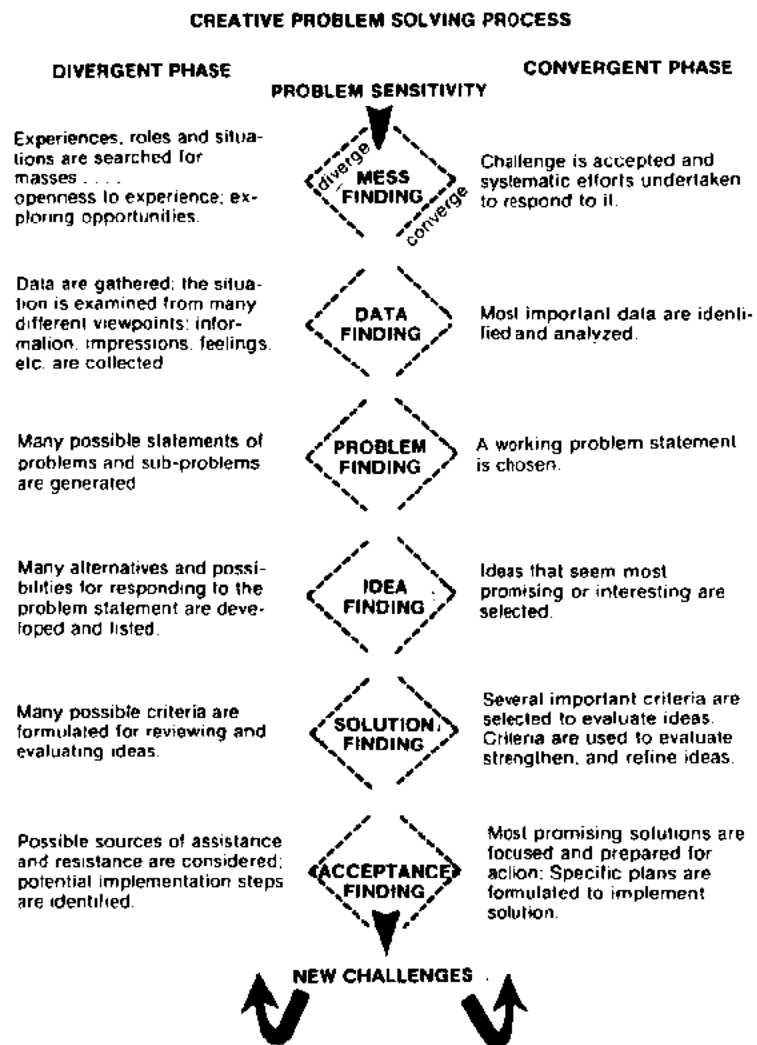 CREATIVE PROBLEM SOLVING PROCESS
DIVERGENT PHASE
CONVERGENT PHASE
PROBLEM SENSITIVITY
Experiences, roles and situa-
tions are searched for
masses . . . .
openness to experience; ex-
ploring opportunities.
diverge
MESS
FINDING
converge
Challenge is accepted and
systematic efforts undertaken
to respond to it.
Data are gathered; the situa-
tion is examined from many
different viewpoints; infor-
mation, impressions, feelings,
etc. are collected
DATA
FINDING
Most important data are identi-
fied and analyzed.
Many possible statements of
problems and sub-problems
are generated
PROBLEM
FINDING
A working problem statement
is chosen.
Many alternatives and possi-
bilities for responding to the
problem statement are deve-
loped and listed.
IDEA
FINDING
Ideas that seem most
promising or interesting are
selected.
Many possible criteria are
formulated for reviewing and
evaluating ideas.
SOLUTION
FINDING
Several important criteria are
selected to evaluate ideas.
Criteria are used to evaluate
strengthen, and refine ideas.
Possible sources of assistance
and resistance are considered;
potential implementation steps
are identified.
ACCEPTANCE
FINDING
Most promising solutions are
focused and prepared for
action; Specific plans are
formulated to implement
solution.
NEW CHALLENGES